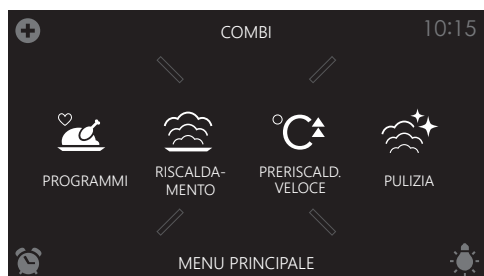 COMBI
10:15
°C
PROGRAMMI
RISCALDA-
MENTO
PRERISCALD.
VELOCE
PULIZIA
MENU PRINCIPALE